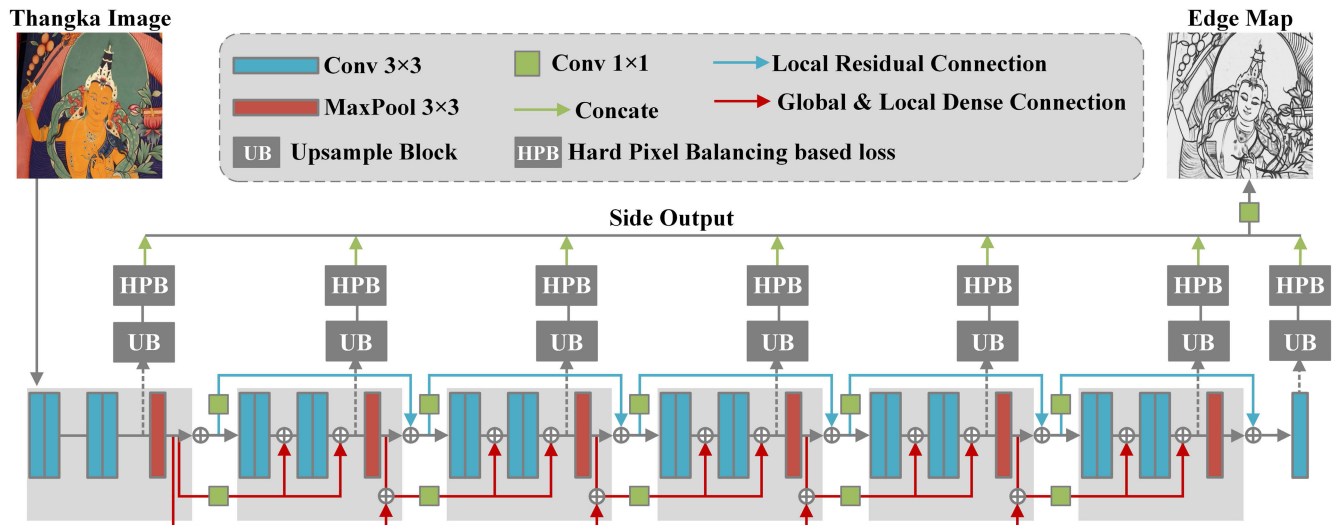 Thangka Image
Edge Map
Conv 3×3
Conv 1×1
Local Residual Connection
MaxPool 3×3
Concate
Global & Local Dense Connection
UB Upsample Block
HPB Hard Pixel Balancing based loss
Side Output
HPB HPB HPB HPB HPB HPB HPB
UB UB UB UB UB UB UB